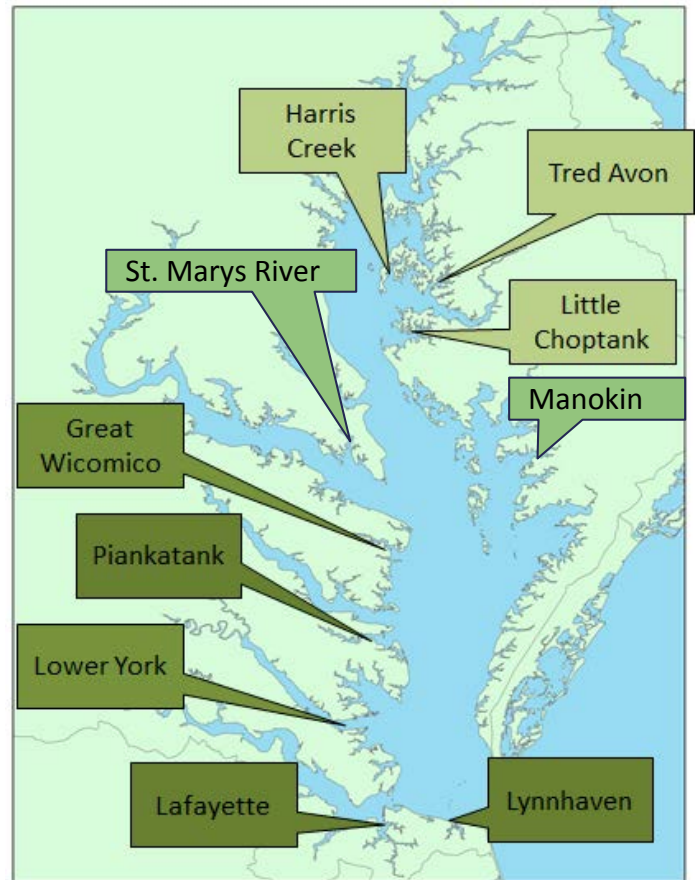 Harris
Creek
Tred Avon
St. Marys River
Little
Choptank
Manokin
Great
Wicomico
Piankatank
Lower York
Lafayette
Lynnhaven